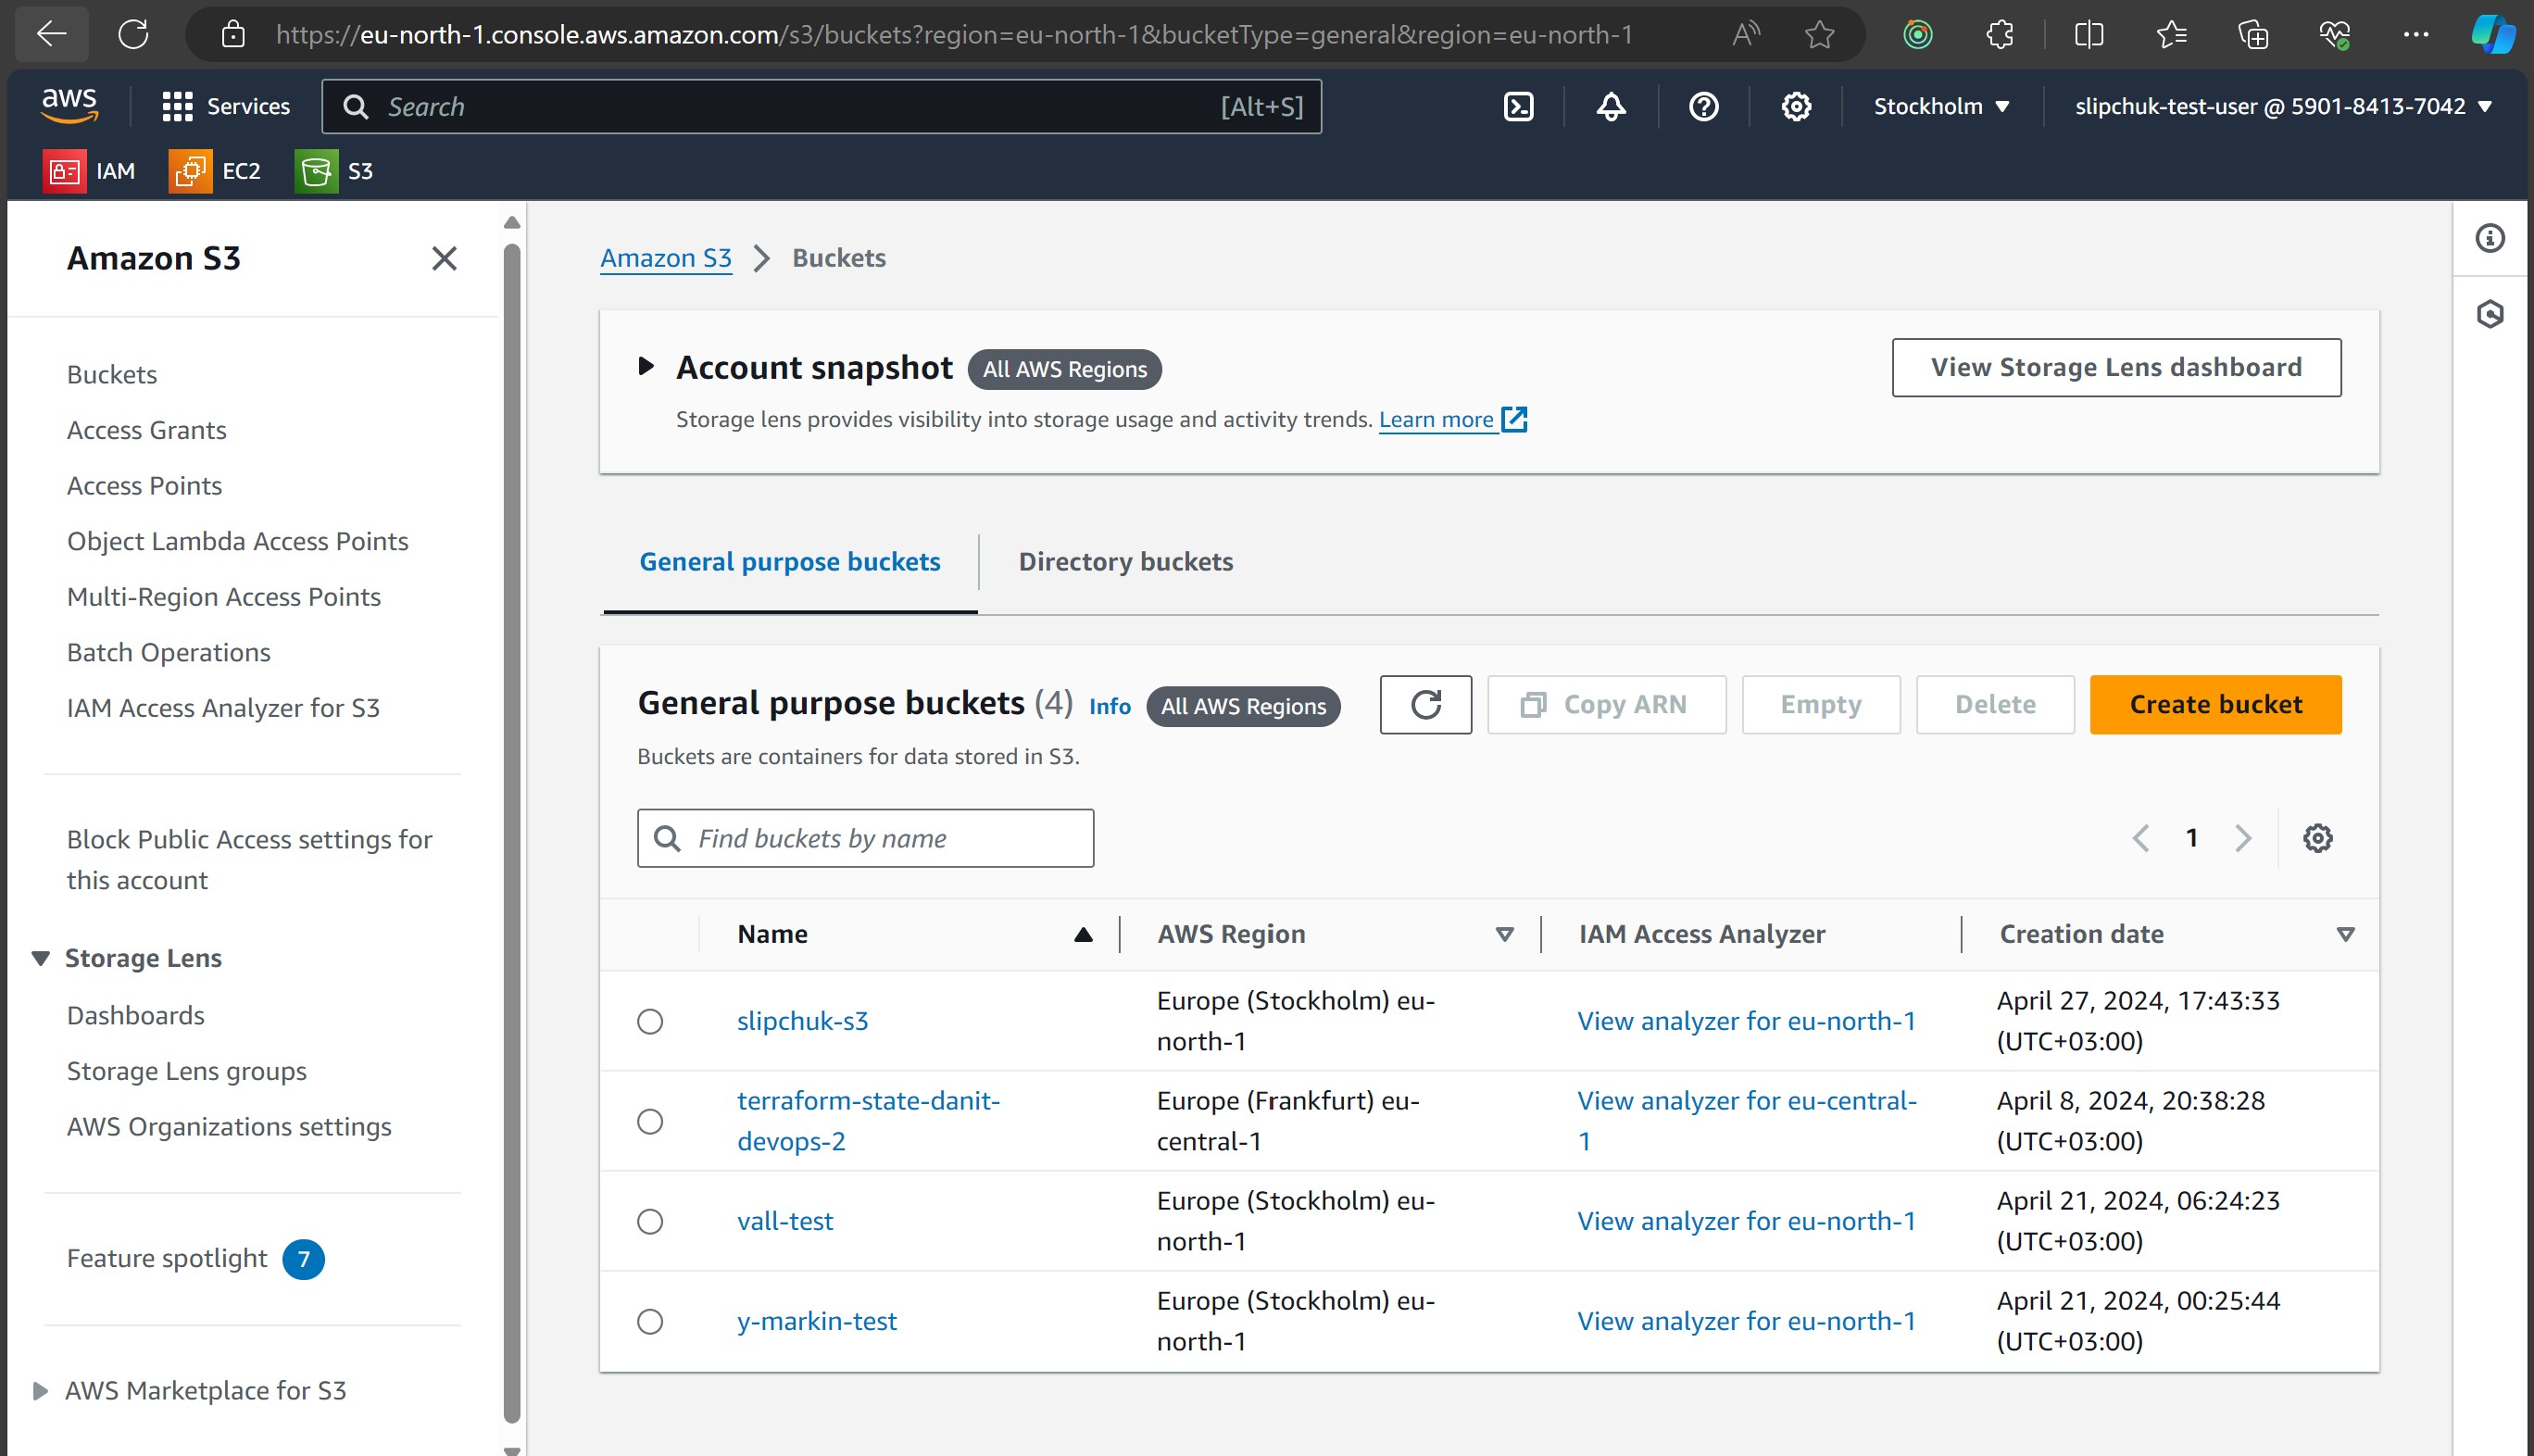 https://eu-north-1.console.aws.amazon.com/s3/buckets?region=eu-north-1&bucketType=general&region=eu-north-1
aws
Services
Search
[Alt+S]
Stockholm
slipchuk-test-user @ 5901-8413-7042
IAM
EC2
S3
Amazon S3
Buckets
Access Grants
Access Points
Object Lambda Access Points
Multi-Region Access Points
Batch Operations
IAM Access Analyzer for S3
Block Public Access settings for
this account
Storage Lens
Dashboards
Storage Lens groups
AWS Organizations settings
Feature spotlight 7
AWS Marketplace for S3
Amazon S3 Buckets
Account snapshot All AWS Regions
View Storage Lens dashboard
Storage lens provides visibility into storage usage and activity trends. Learn more
General purpose buckets
Directory buckets
General purpose buckets (4) Info All AWS Regions
Copy ARN
Empty
Delete
Create bucket
Buckets are containers for data stored in S3.
Find buckets by name
1
Name
AWS Region
IAM Access Analyzer
Creation date
slipchuk-s3
Europe (Stockholm) eu-
north-1
View analyzer for eu-north-1
April 27, 2024, 17:43:33
(UTC+03:00)
terraform-state-danit-
devops-2
Europe (Frankfurt) eu-
central-1
View analyzer for eu-central-
1
April 8, 2024, 20:38:28
(UTC+03:00)
vall-test
Europe (Stockholm) eu-
north-1
View analyzer for eu-north-1
April 21, 2024, 06:24:23
(UTC+03:00)
y-markin-test
Europe (Stockholm) eu-
north-1
View analyzer for eu-north-1
April 21, 2024, 00:25:44
(UTC+03:00)